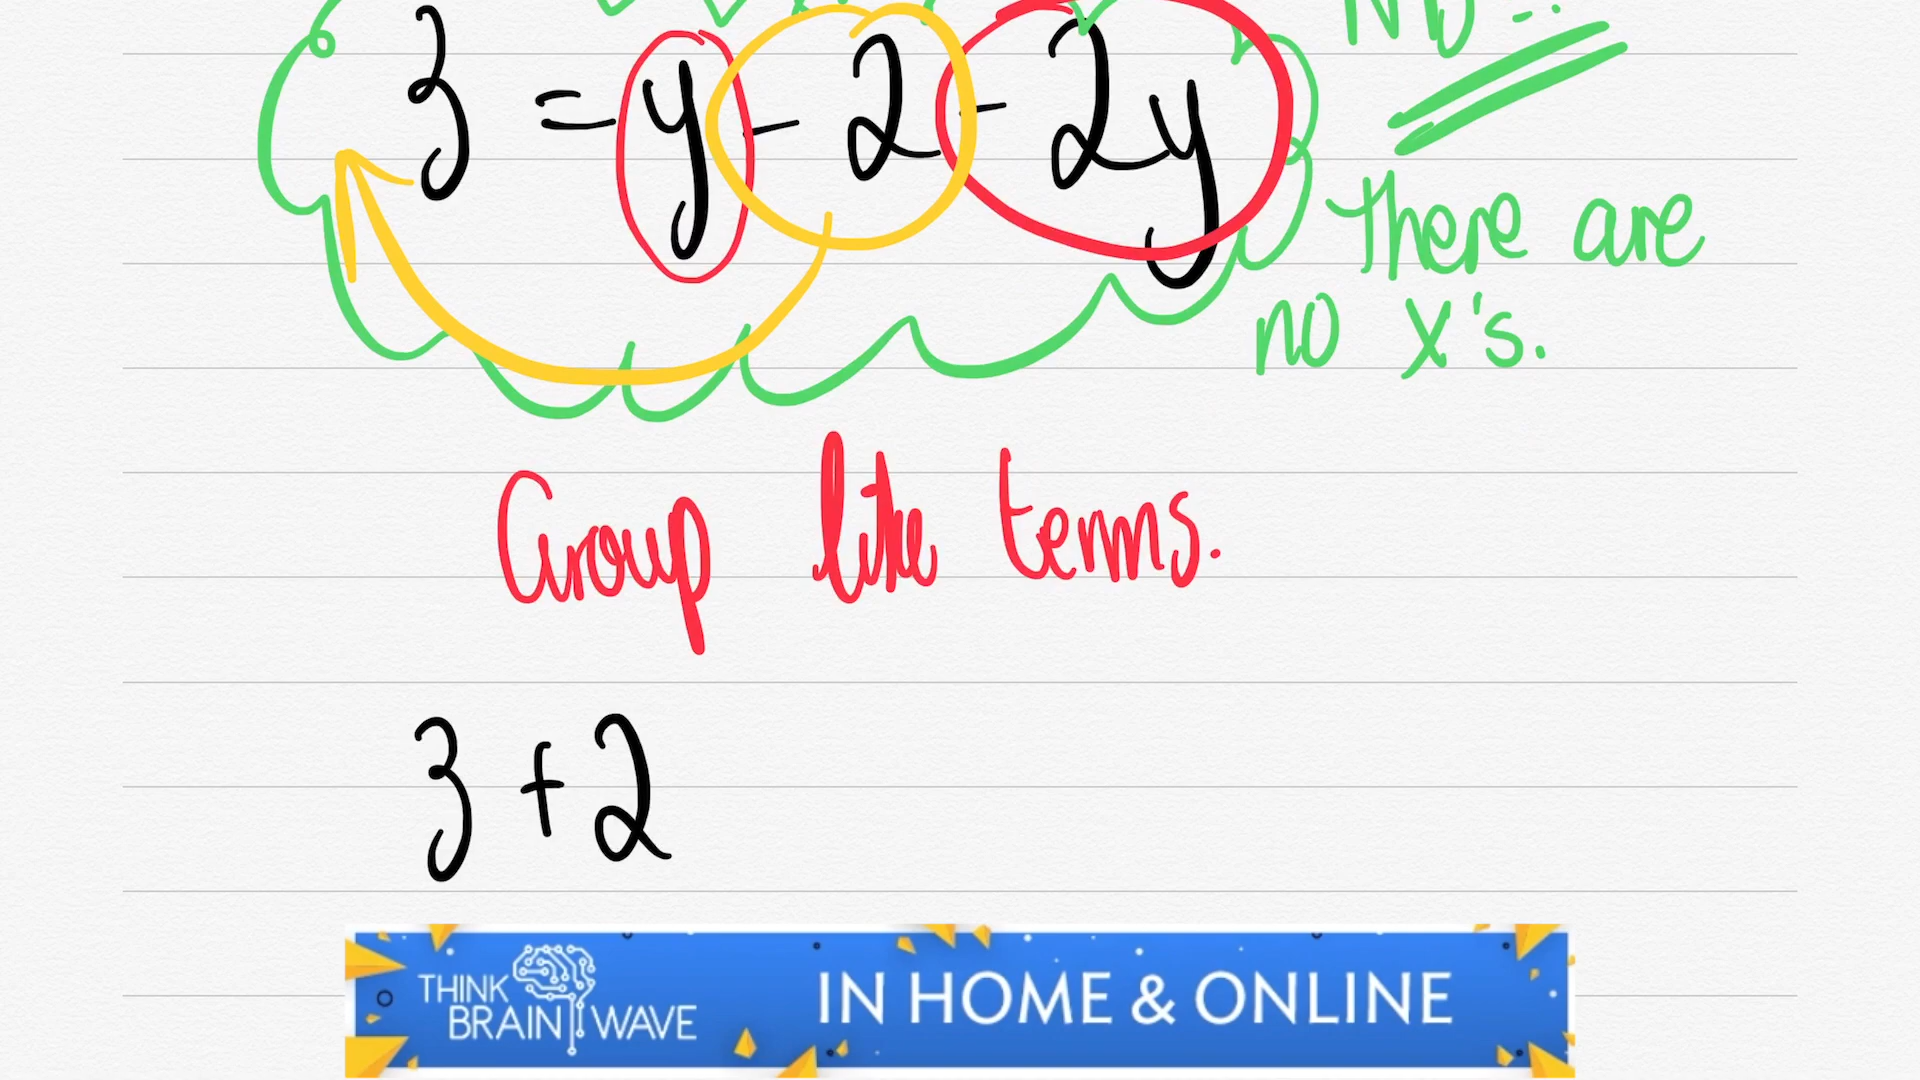 3 = y - 2 - 2y
There are
no x's.
Group like terms.
3 + 2
THINK
BRAIN WAVE
IN HOME & ONLINE